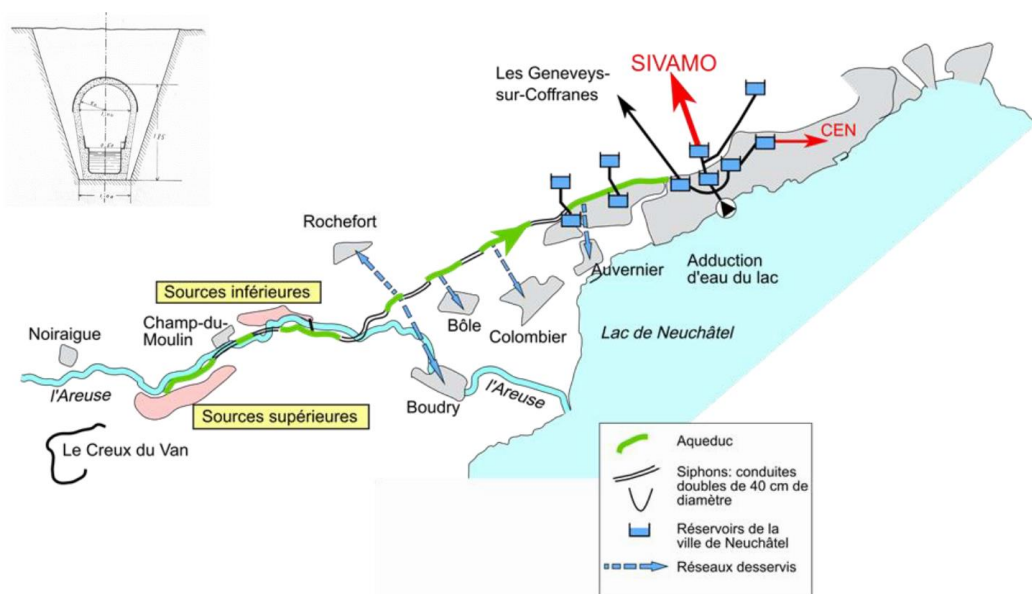 SIVAMO
Les Geneveys-
sur-Coffranes
CEN
Rochefort
Auvernier
Adduction
d'eau du lac
Sources inférieures
Champ-du-
Moulin
Bôle
Colombier
Lac de Neuchâtel
Noiraigue
l'Areuse
Boudry
l'Areuse
Sources supérieures
Le Creux du Van
Aqueduc
Siphons: conduites
doubles de 40 cm de
diamètre
Réservoirs de la
ville de Neuchâtel
Réseaux desservis